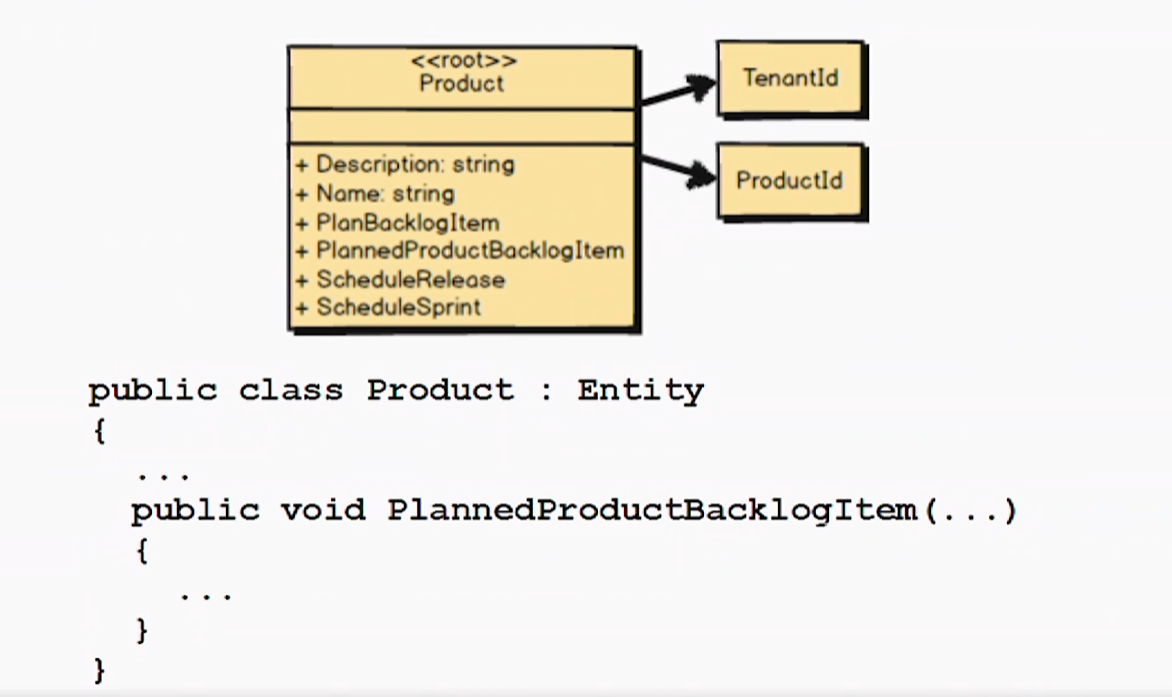 <<root>>
Product
TenantId
ProductId
+ Description: string
+ Name: string
+ PlanBacklogItem
+ PlannedProductBacklogItem
+ ScheduleRelease
+ ScheduleSprint
public class Product : Entity
{
...
public void PlannedProductBacklogItem(...)
{
...
}
}